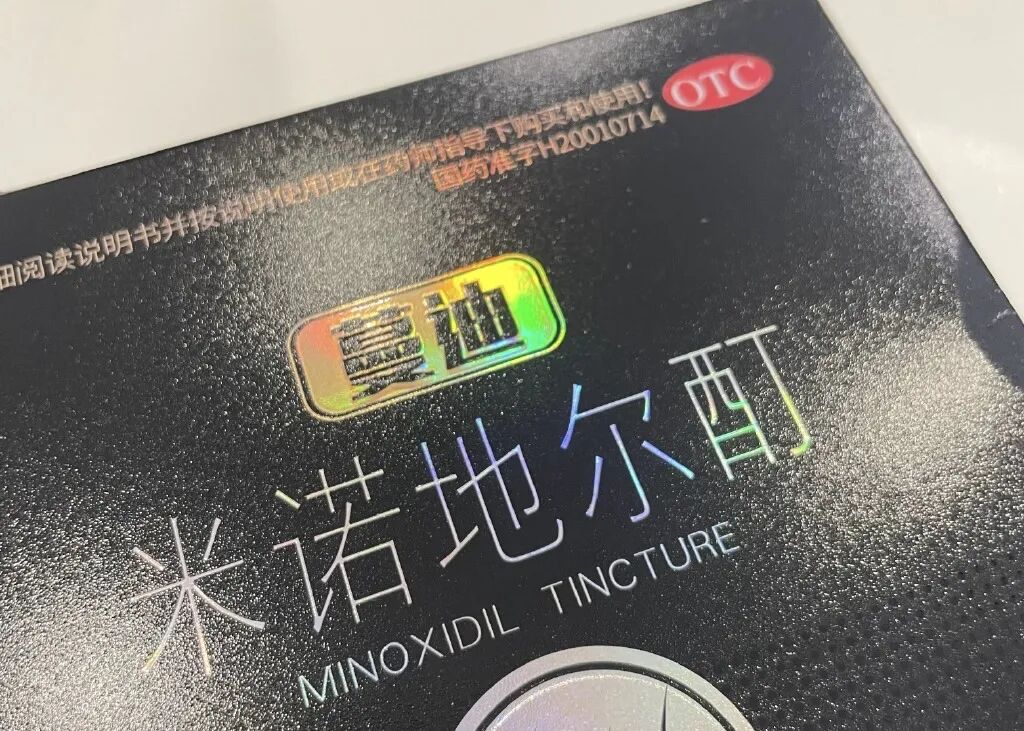 OTC
细阅读说明书并按说明使用或在药师指导下购买和使用!
国药准字H20010714
蔓迪
米诺地尔酊
MINOXIDIL TINCTURE